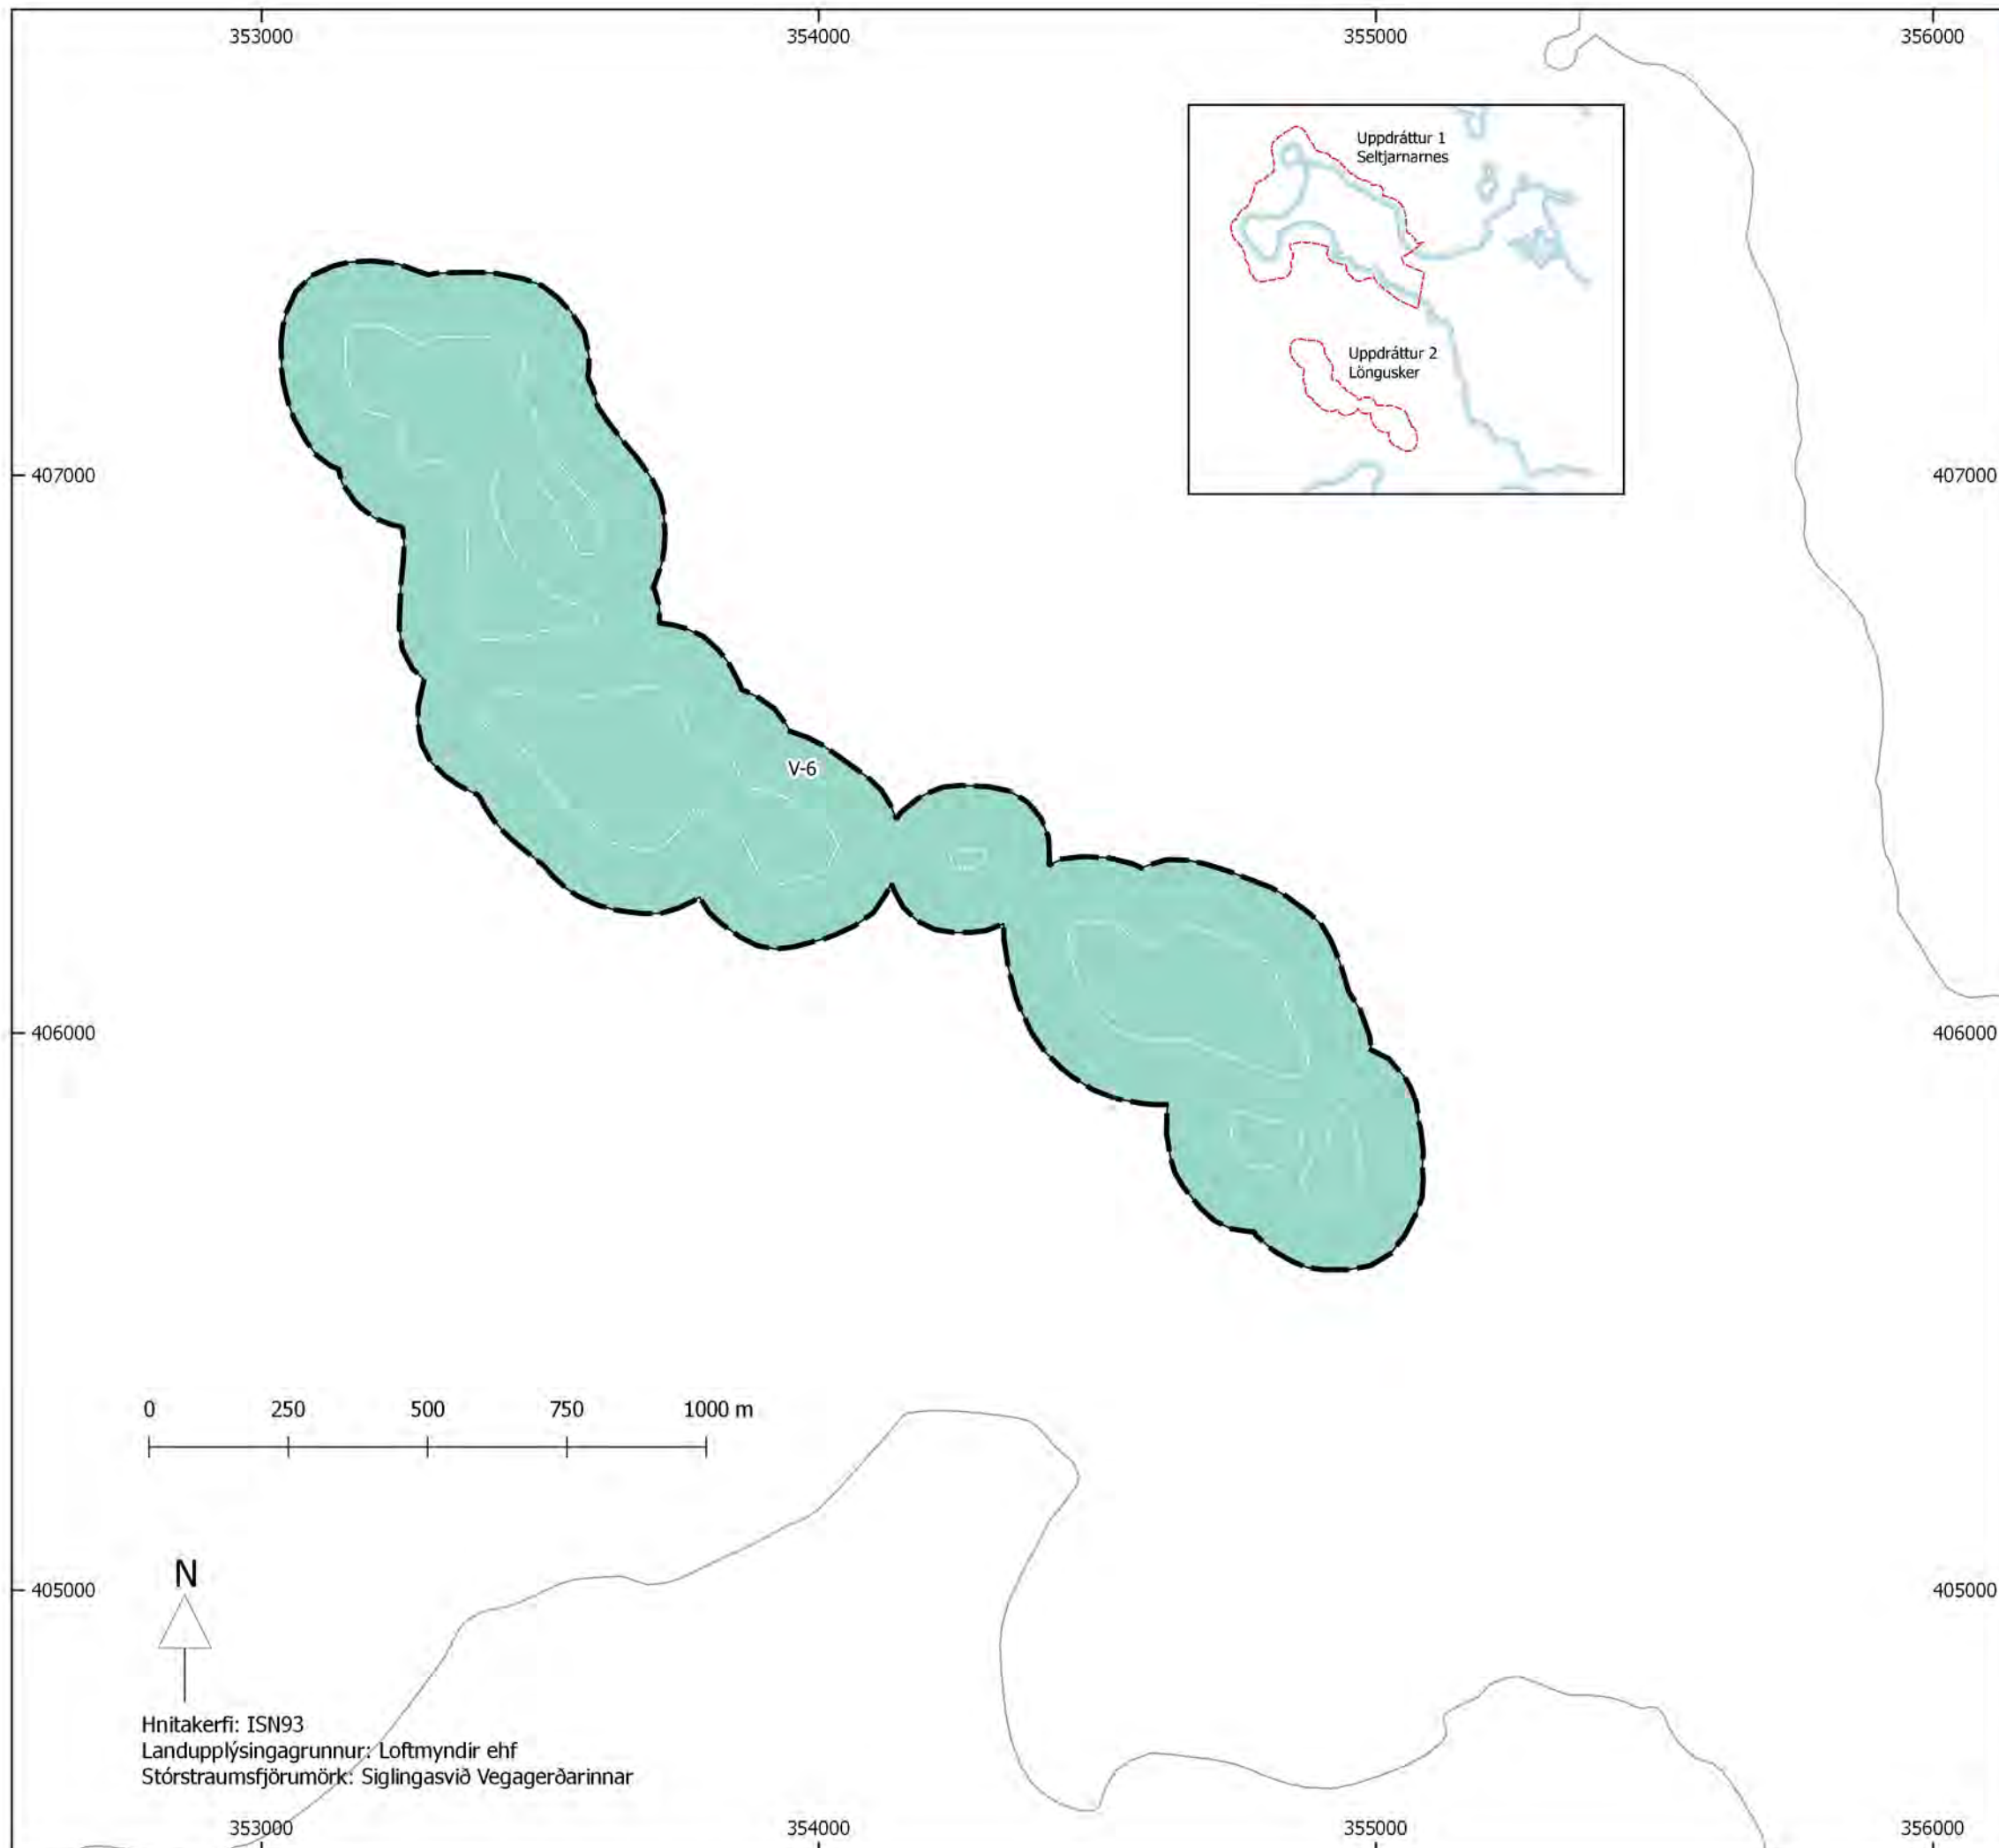 353000
354000
355000
356000
Uppdráttur 1
Seltjarnarnes
Uppdráttur 2
Löngusker
407000
407000
V-6
406000
406000
0 250 500 750 1000 m
405000
405000
N
Hnitakerfi: ISN93
Landupplýsingagrunnur: Loftmyndir ehf
Stórstraumsfjörumörk: Siglingasvið Vegagerðarinnar
353000
354000
355000
356000